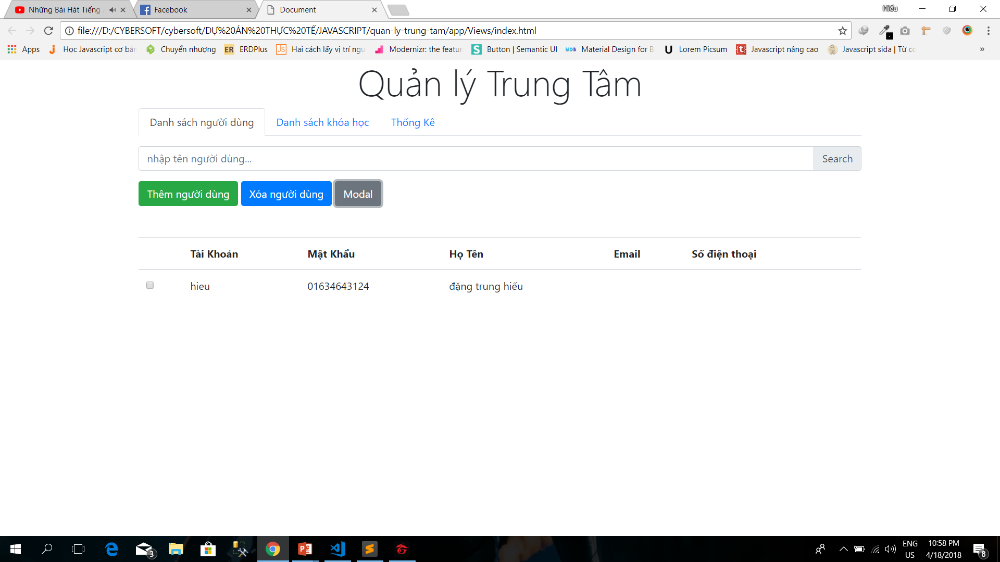 Những Bài Hát Tiếng
Facebook
Document
Hiếu
file:///D:/CYBERSOFT/cybersoft/DỰ%20ÁN%20THỰC%20TẾ/JAVASCRIPT/quan-ly-trung-tam/app/Views/index.html
Apps
Học Javascript cơ bản
Chuyển nhượng
ER
ERDPlus
J$
Hai cách lấy vị trí
Modernizr: the
S
Button | Semantic UI
MDB
Material Design for
U
Lorem Picsum
{t}
Javascript nâng cao
Javascript sida | Từ
»
Quản lý Trung Tâm
Danh sách người dùng
Danh sách khóa học
Thống Kê
nhập tên người dùng...
Search
Thêm người dùng
Xóa người dùng
Modal
Tài Khoản
Mật Khẩu
Họ Tên
Email
Số điện thoại
hieu
01634643124
đặng trung hiếu
3
ENG
US
10:58 PM
4/18/2018
8